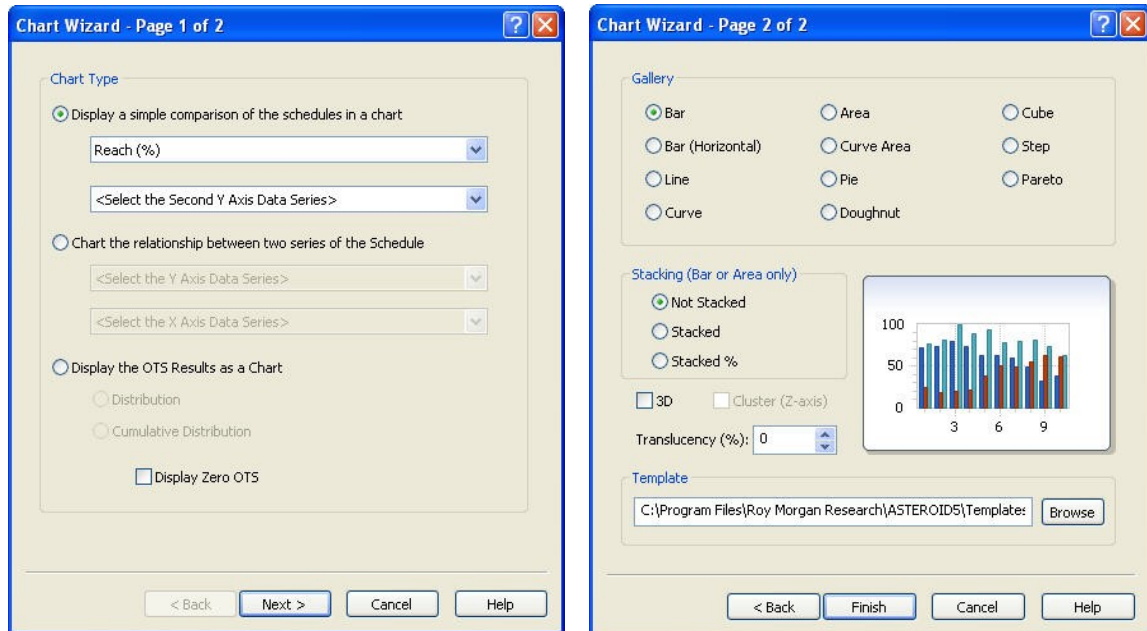 Chart Wizard - Page 1 of 2
Chart Type
Display a simple comparison of the schedules in a chart
Reach (%)
<Select the Second Y Axis Data Series>
Chart the relationship between two series of the Schedule
<Select the Y Axis Data Series>
<Select the X Axis Data Series>
Display the OTS Results as a Chart
Distribution
Cumulative Distribution
Display Zero OTS
< Back Next > Cancel Help
Chart Wizard - Page 2 of 2
Gallery
Bar Area Cube
Bar (Horizontal) Curve Area Step
Line Pie Pareto
Curve Doughnut
Stacking (Bar or Area only)
Not Stacked
Stacked
Stacked %
100
50
0
3 6 9
3D Cluster (Z-axis)
Translucency (%): 0
Template
C:\Program Files\Roy Morgan Research\ASTEROID5\Templates
Browse
< Back Finish Cancel Help